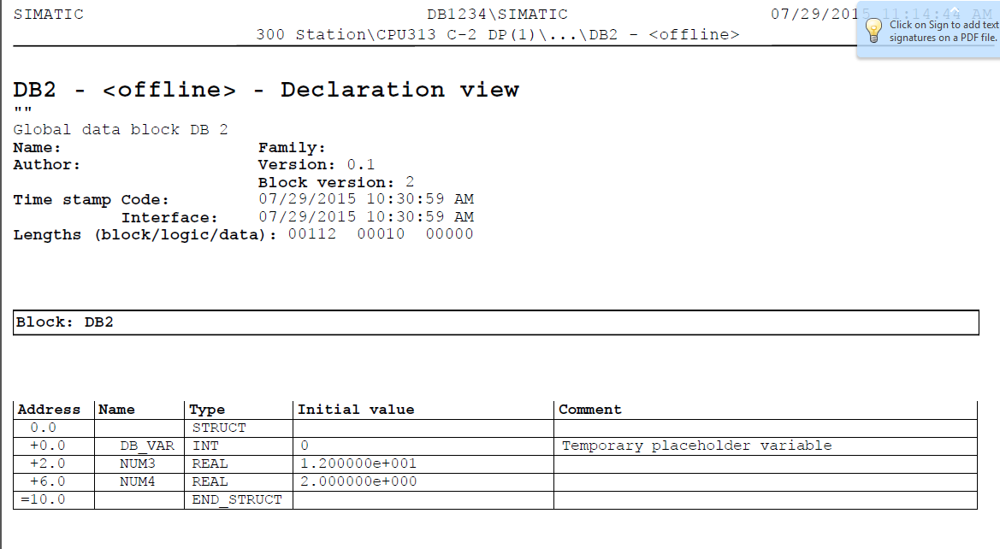 SIMATIC DB1234\SIMATIC 07/29/2015 11:14:44 AM
300 Station\CPU313 C-2 DP(1)\...\DB2 - <offline>
Click on Sign to add text
signatures on a PDF file.
DB2 - <offline> - Declaration view
""
Global data block DB 2
Name: Family:
Author: Version: 0.1
Block version: 2
Time stamp Code: 07/29/2015 10:30:59 AM
Interface: 07/29/2015 10:30:59 AM
Lengths (block/logic/data): 00112 00010 00000
Block: DB2
Address Name Type Initial value Comment
0.0 STRUCT
+0.0 DB_VAR INT 0 Temporary placeholder variable
+2.0 NUM3 REAL 1.200000e+001
+6.0 NUM4 REAL 2.000000e+000
=10.0 END_STRUCT